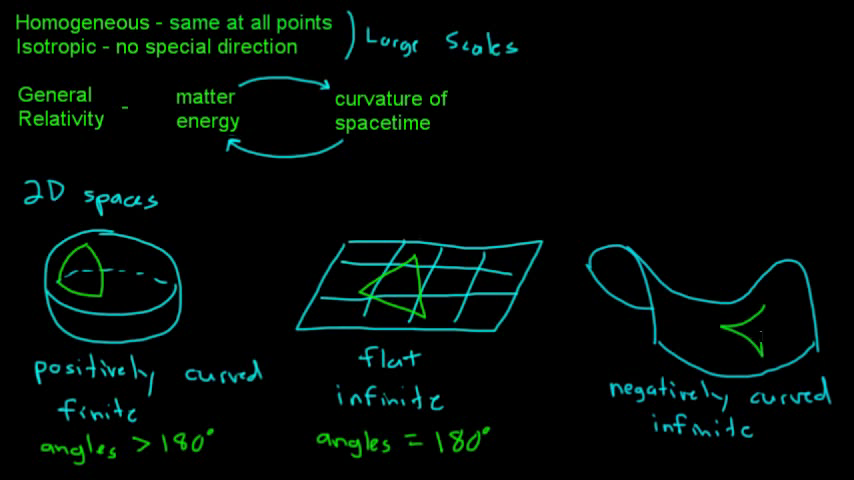 Homogeneous - same at all points
Isotropic - no special direction
Large Scales
General Relativity -
matter energy
curvature of spacetime
2D spaces
positively curved
finite
angles > 180°
flat
infinite
angles = 180°
negatively curved
infinite